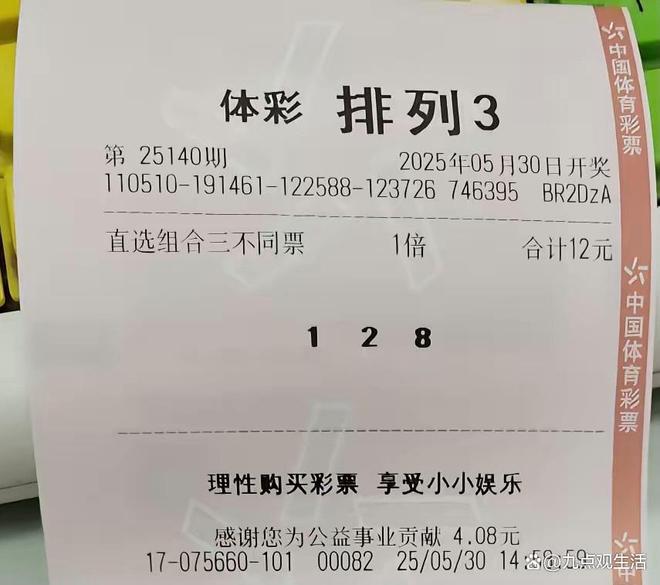 体彩 排列3
第 25140期 2025年05月30日开奖
110510-191461-122588-123726 746395 BR2DzA
直选组合三不同票 1倍 合计12元
1 2 8
理性购买彩票 享受小小娱乐
感谢您为公益事业贡献 4.08元
17-075660-101 00082 25/05/30 14:58:59
中国体育彩票
中国体育彩票
中
@九点观生活